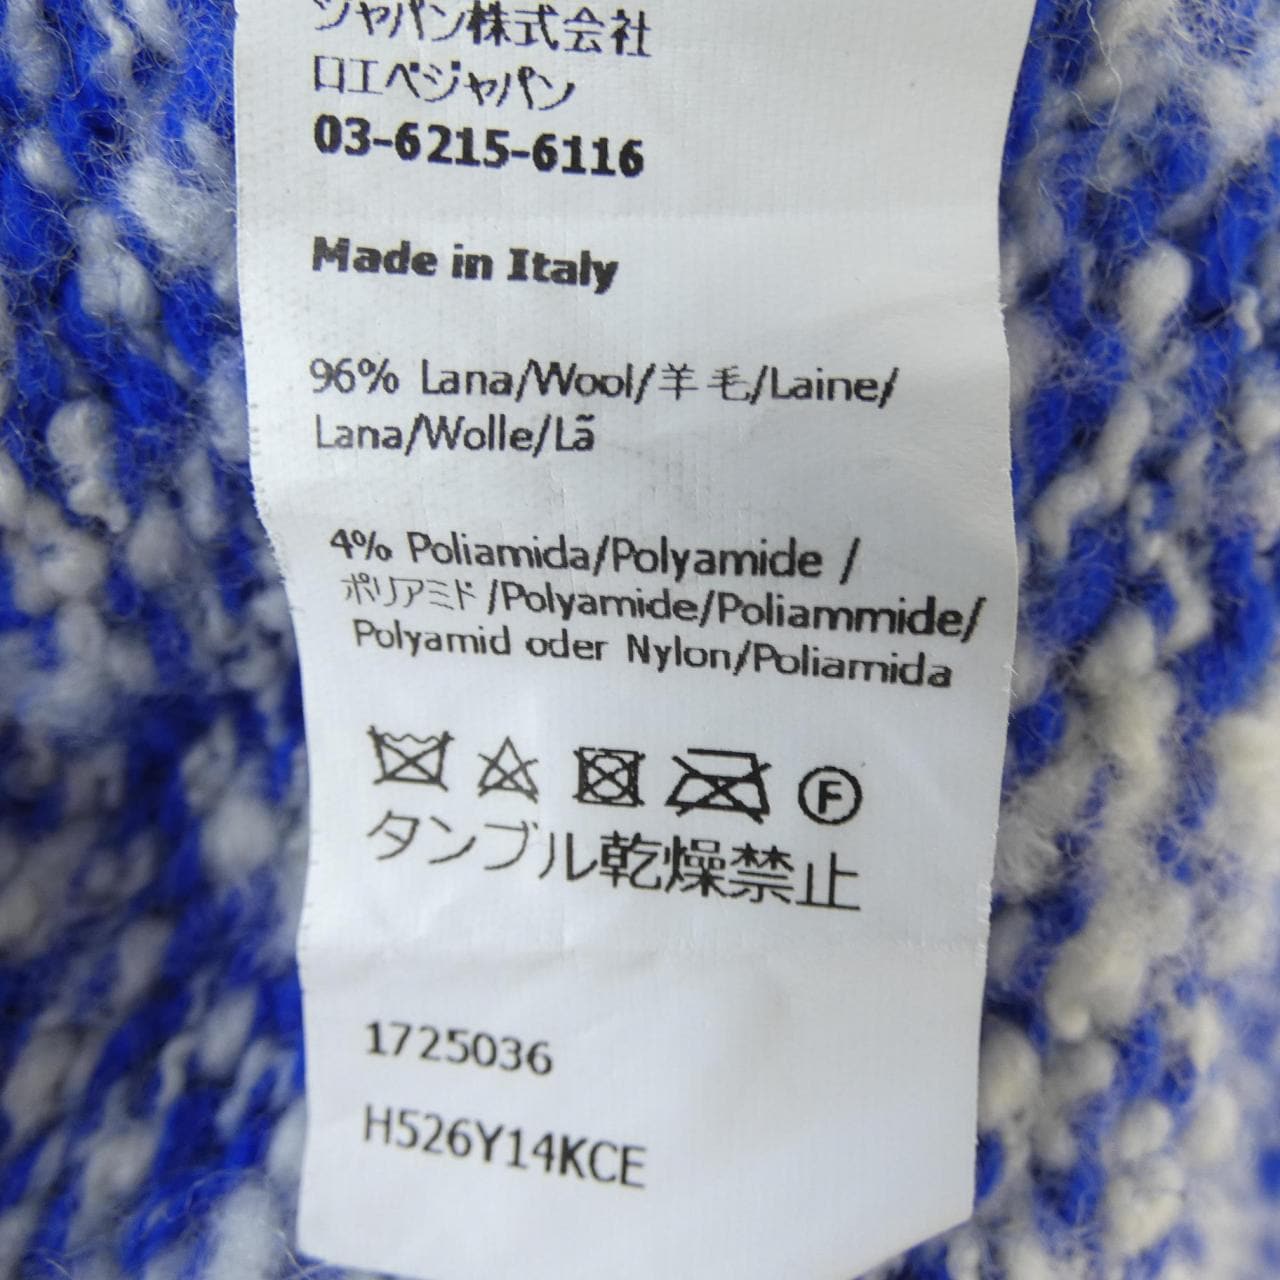 ジャパン株式会社
ロエベジャパン
03-6215-6116
Made in Italy
96% Lana/Wool/羊毛/Laine/
Lana/Wolle/Lã
4% Poliamida/Polyamide /
ポリアミド/Polyamide/Poliammide/
Polyamid oder Nylon/Poliamida
F
タンブル乾燥禁止
1725036
H526Y14KCE